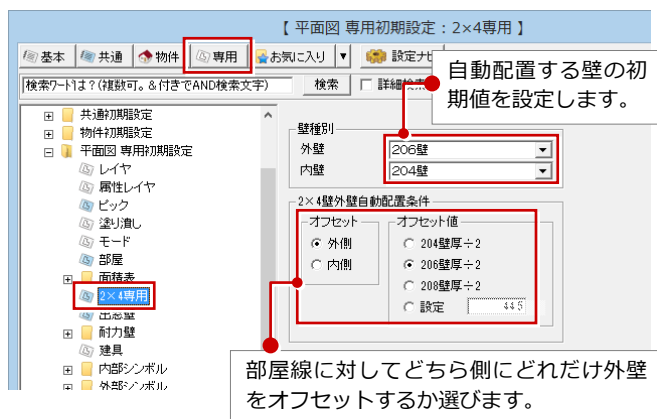 【 平面図 専用初期設定：2×4専用 】
基本 共通 物件 専用 お気に入り ▼ 設定ナビ
検索ワードは？(複数可。＆付きでAND検索文字) 検索
自動配置する壁の初
期値を設定します。
共通初期設定
物件初期設定
平面図 専用初期設定
レイヤ
属性レイヤ
ピック
塗り潰し
モード
部屋
面積表
2×4専用
出窓壁
耐力壁
建具
内部シンボル
外部シンボル
壁種別
外壁 206壁
内壁 204壁
2×4壁外壁自動配置条件
オフセット
外側
内側
オフセット値
204壁厚÷2
206壁厚÷2
208壁厚÷2
設定 44.5
部屋線に対してどちら側にどれだけ外壁
をオフセットするか選びます。